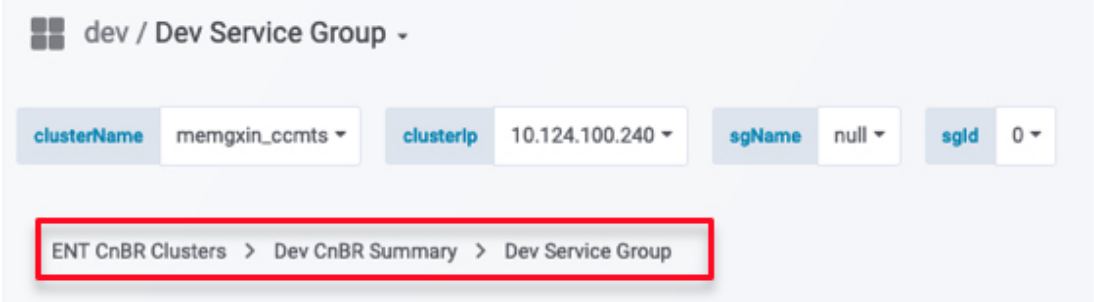 dev / Dev Service Group
clusterName memgxin_ccmts clusterIp 10.124.100.240 sgName null sgId 0
ENT CnBR Clusters > Dev CnBR Summary > Dev Service Group